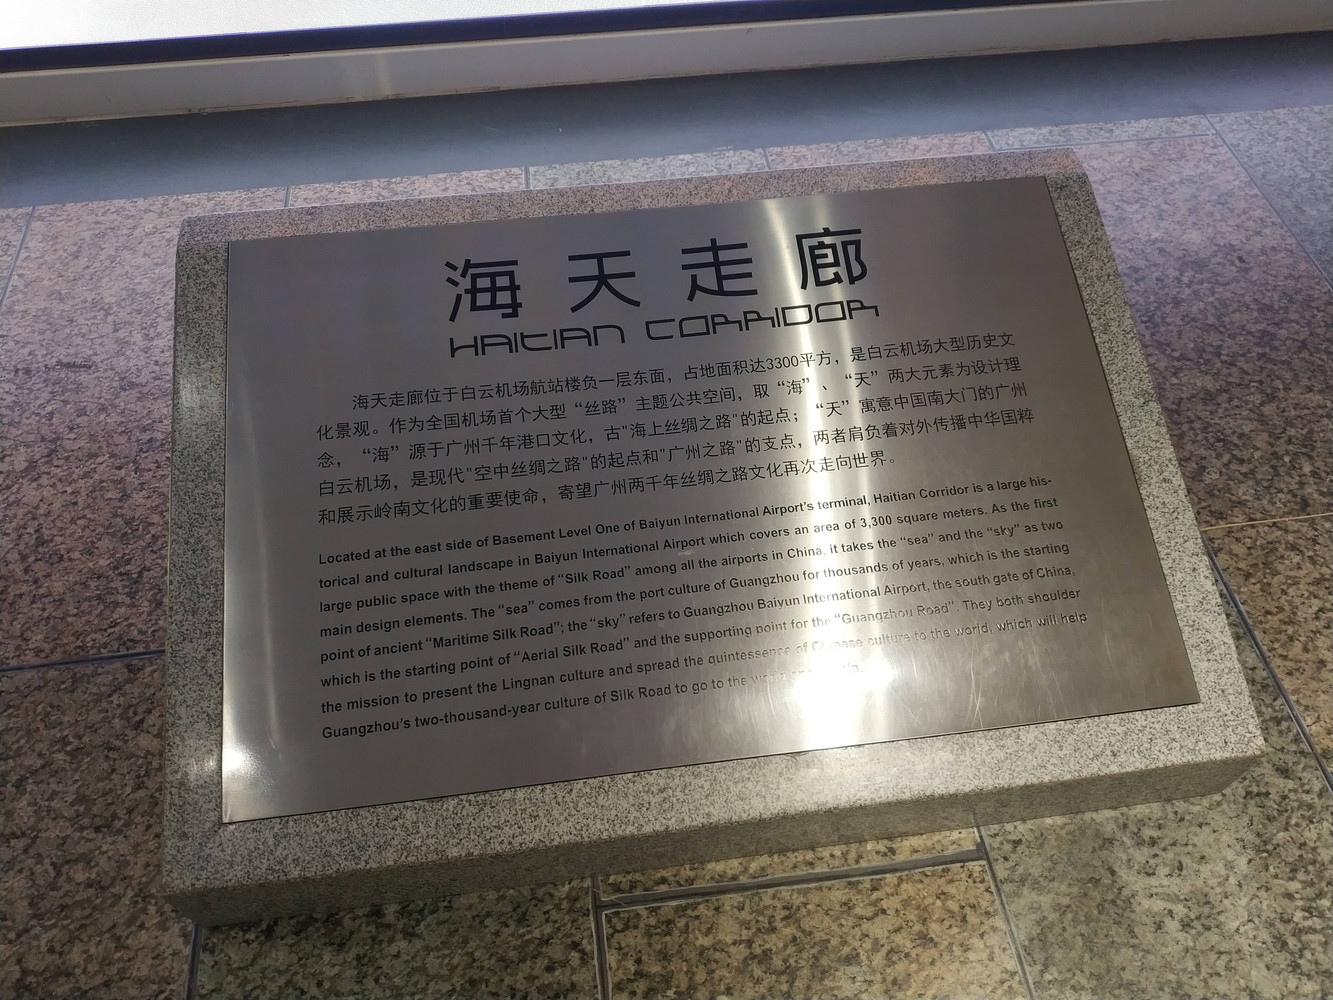 海天走廊
HAITIAN CORRIDOR
海天走廊位于白云机场航站楼负一层东面，占地面积达3300平方，是白云机场大型历史文
化景观。作为全国机场首个大型“丝路”主题公共空间，取“海”、“天”两大元素为设计理
念，“海”源于广州千年港口文化，古"海上丝绸之路"的起点；“天”寓意中国南大门的广州
白云机场，是现代"空中丝绸之路"的起点和"广州之路"的支点，两者肩负着对外传播中华国粹
和展示岭南文化的重要使命，寄望广州两千年丝绸之路文化再次走向世界。
Located at the east side of Basement Level One of Baiyun International Airport's terminal, Haitian Corridor is a large his-
torical and cultural landscape in Baiyun International Airport which covers an area of 3,300 square meters. As the first
large public space with the theme of “Silk Road” among all the airports in China, it takes the “sea” and the “sky” as two
main design elements. The “sea” comes from the port culture of Guangzhou for thousands of years, which is the starting
point of ancient “Maritime Silk Road”; the “sky” refers to Guangzhou Baiyun International Airport, the south gate of China,
which is the starting point of “Aerial Silk Road” and the supporting point for the “Guangzhou Road”. They both shoulder
the mission to present the Lingnan culture and spread the quintessence of Chinese culture to the world, which will help
Guangzhou's two-thousand-year culture of Silk Road to go to the